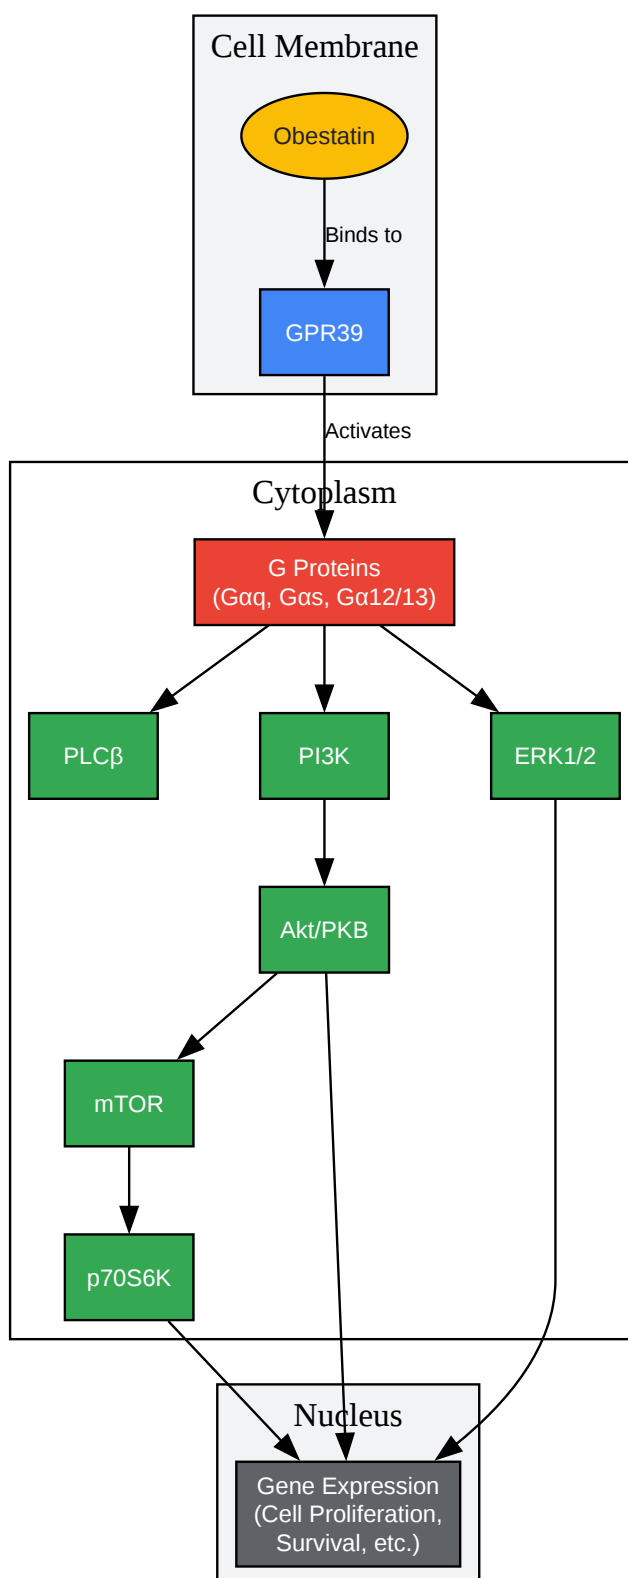 Cell Membrane
Obestatin
Binds to
GPR39
Activates
Cytoplasm
G Proteins
(Gαq, Gαs, Gα12/13)
PLCβ
PI3K
ERK1/2
Akt/PKB
mTOR
p70S6K
Nucleus
Gene Expression
(Cell Proliferation,
Survival, etc.)